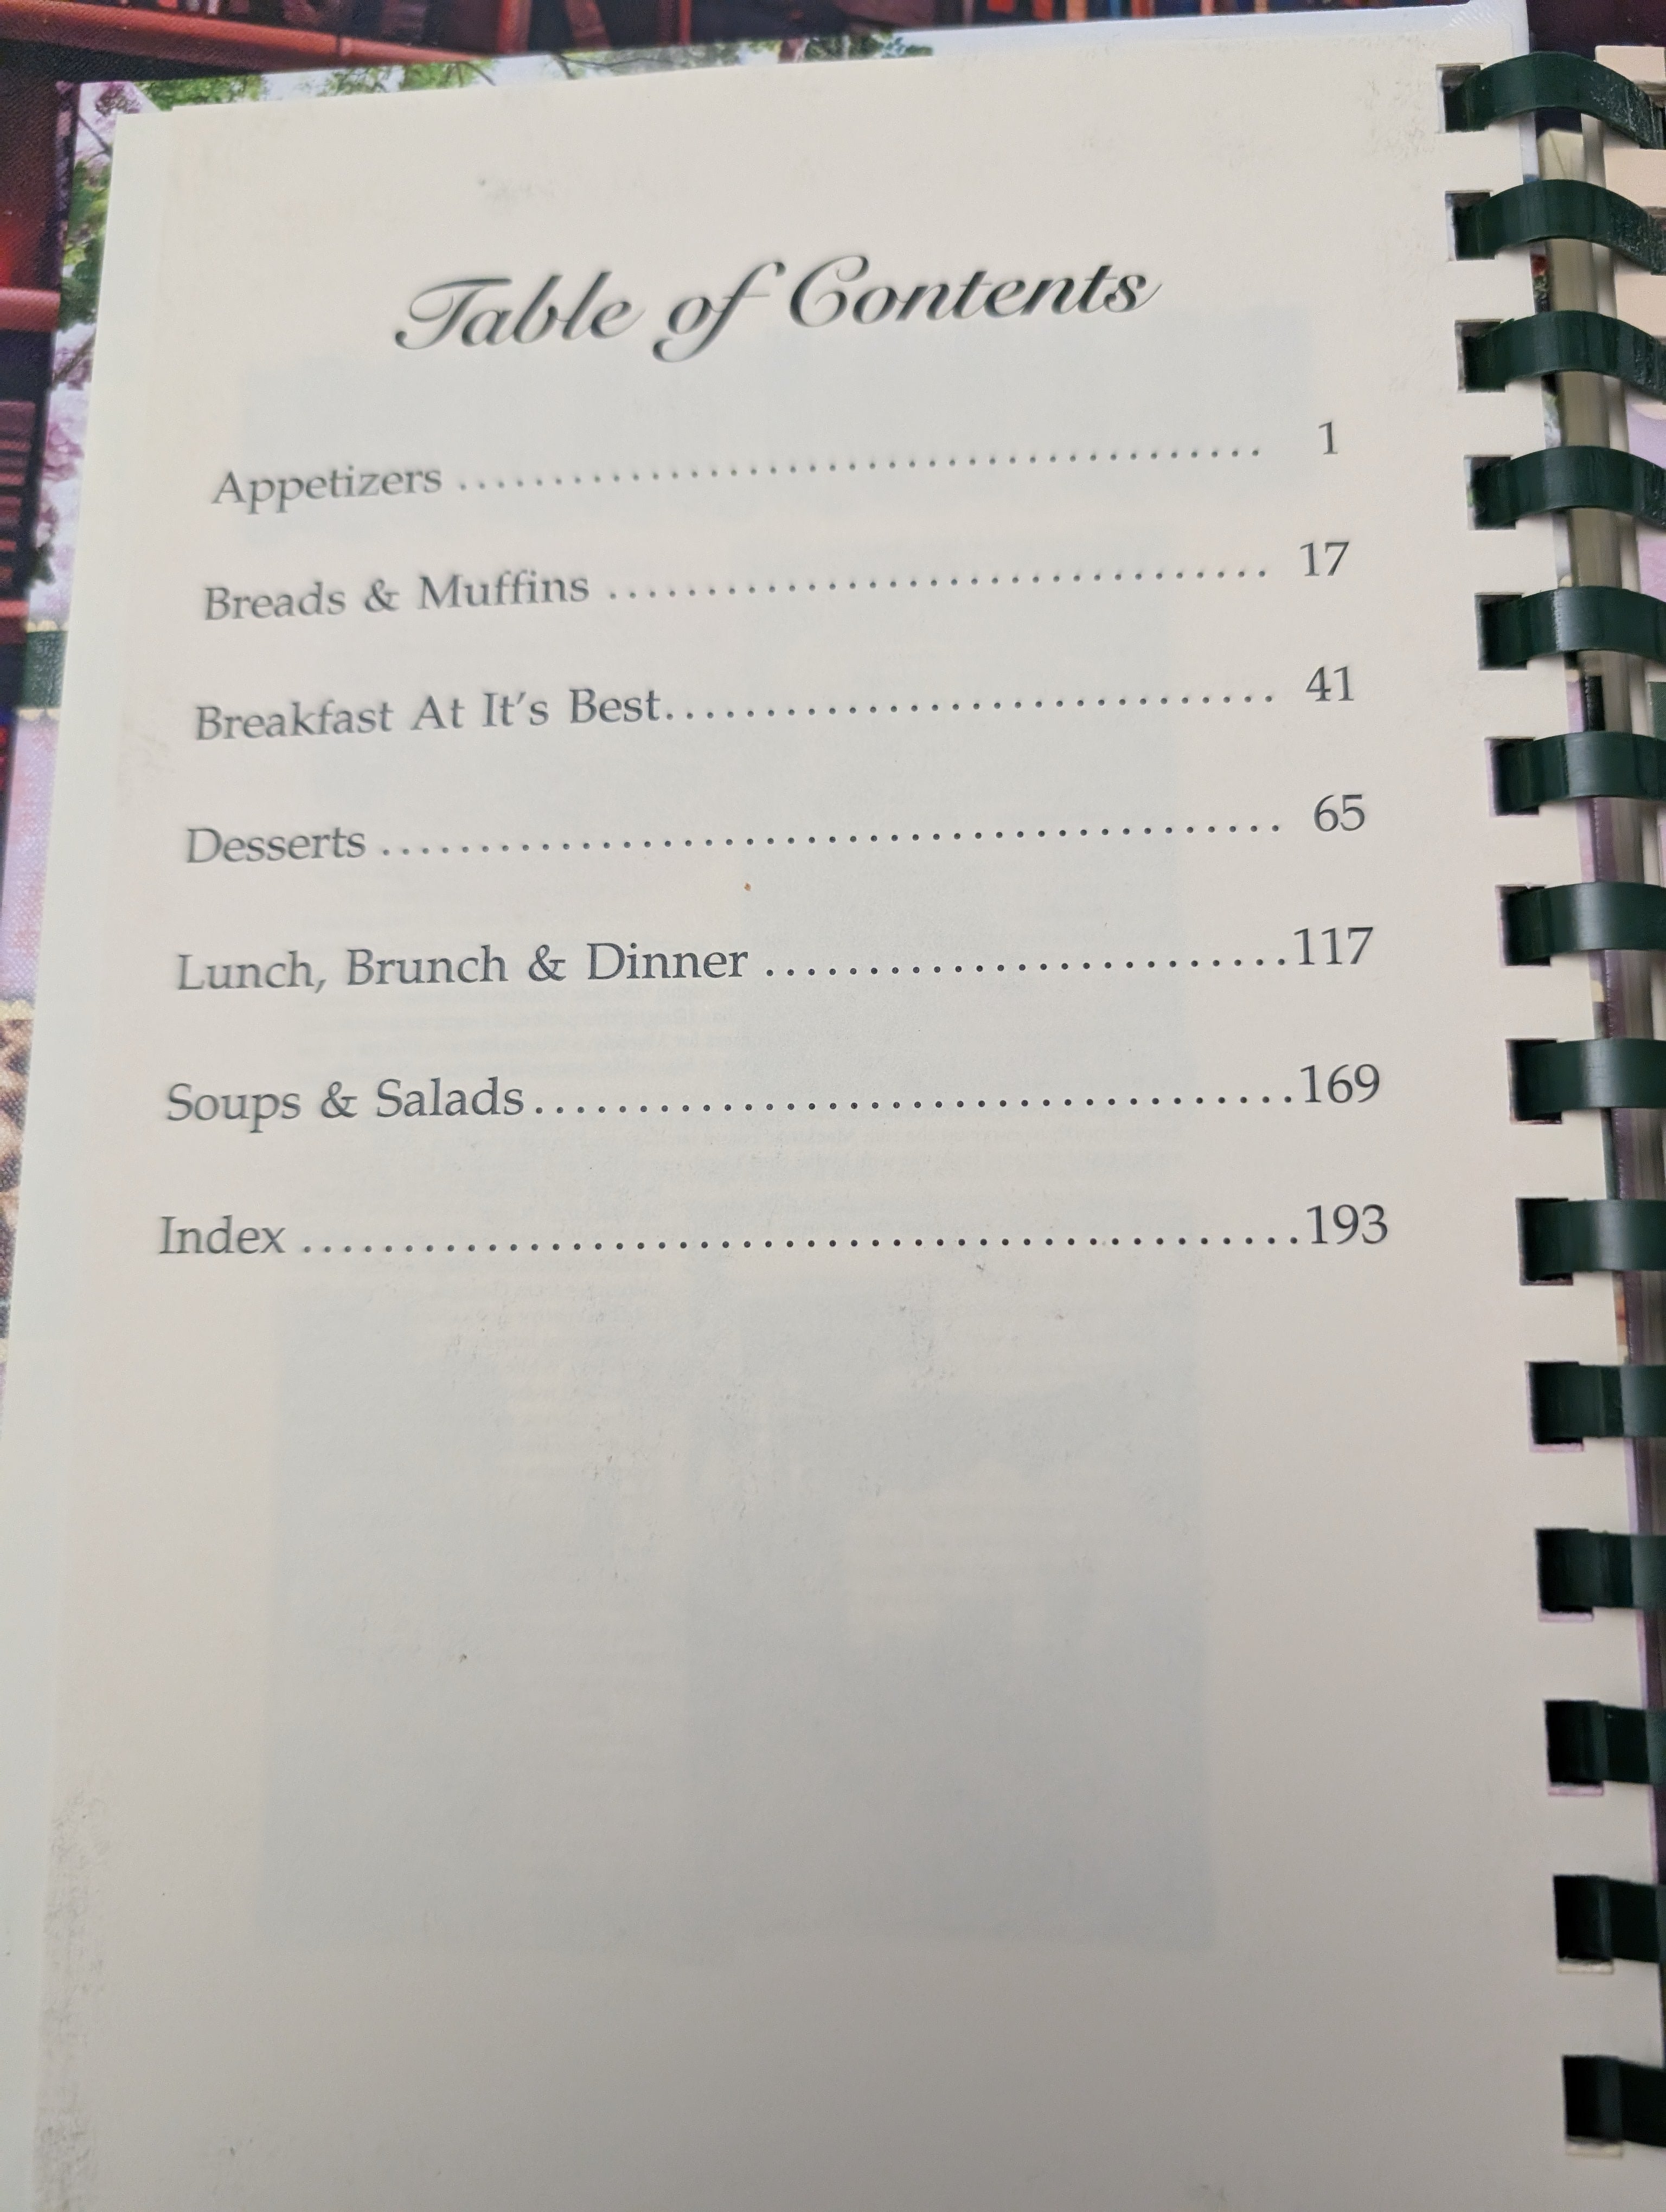 Table of Contents
Appetizers ........................................ 1
Breads & Muffins ................................. 17
Breakfast At It's Best............................... 41
Desserts ............................................. 65
Lunch, Brunch & Dinner .........................117
Soups & Salads.....................................169
Index ................................................193